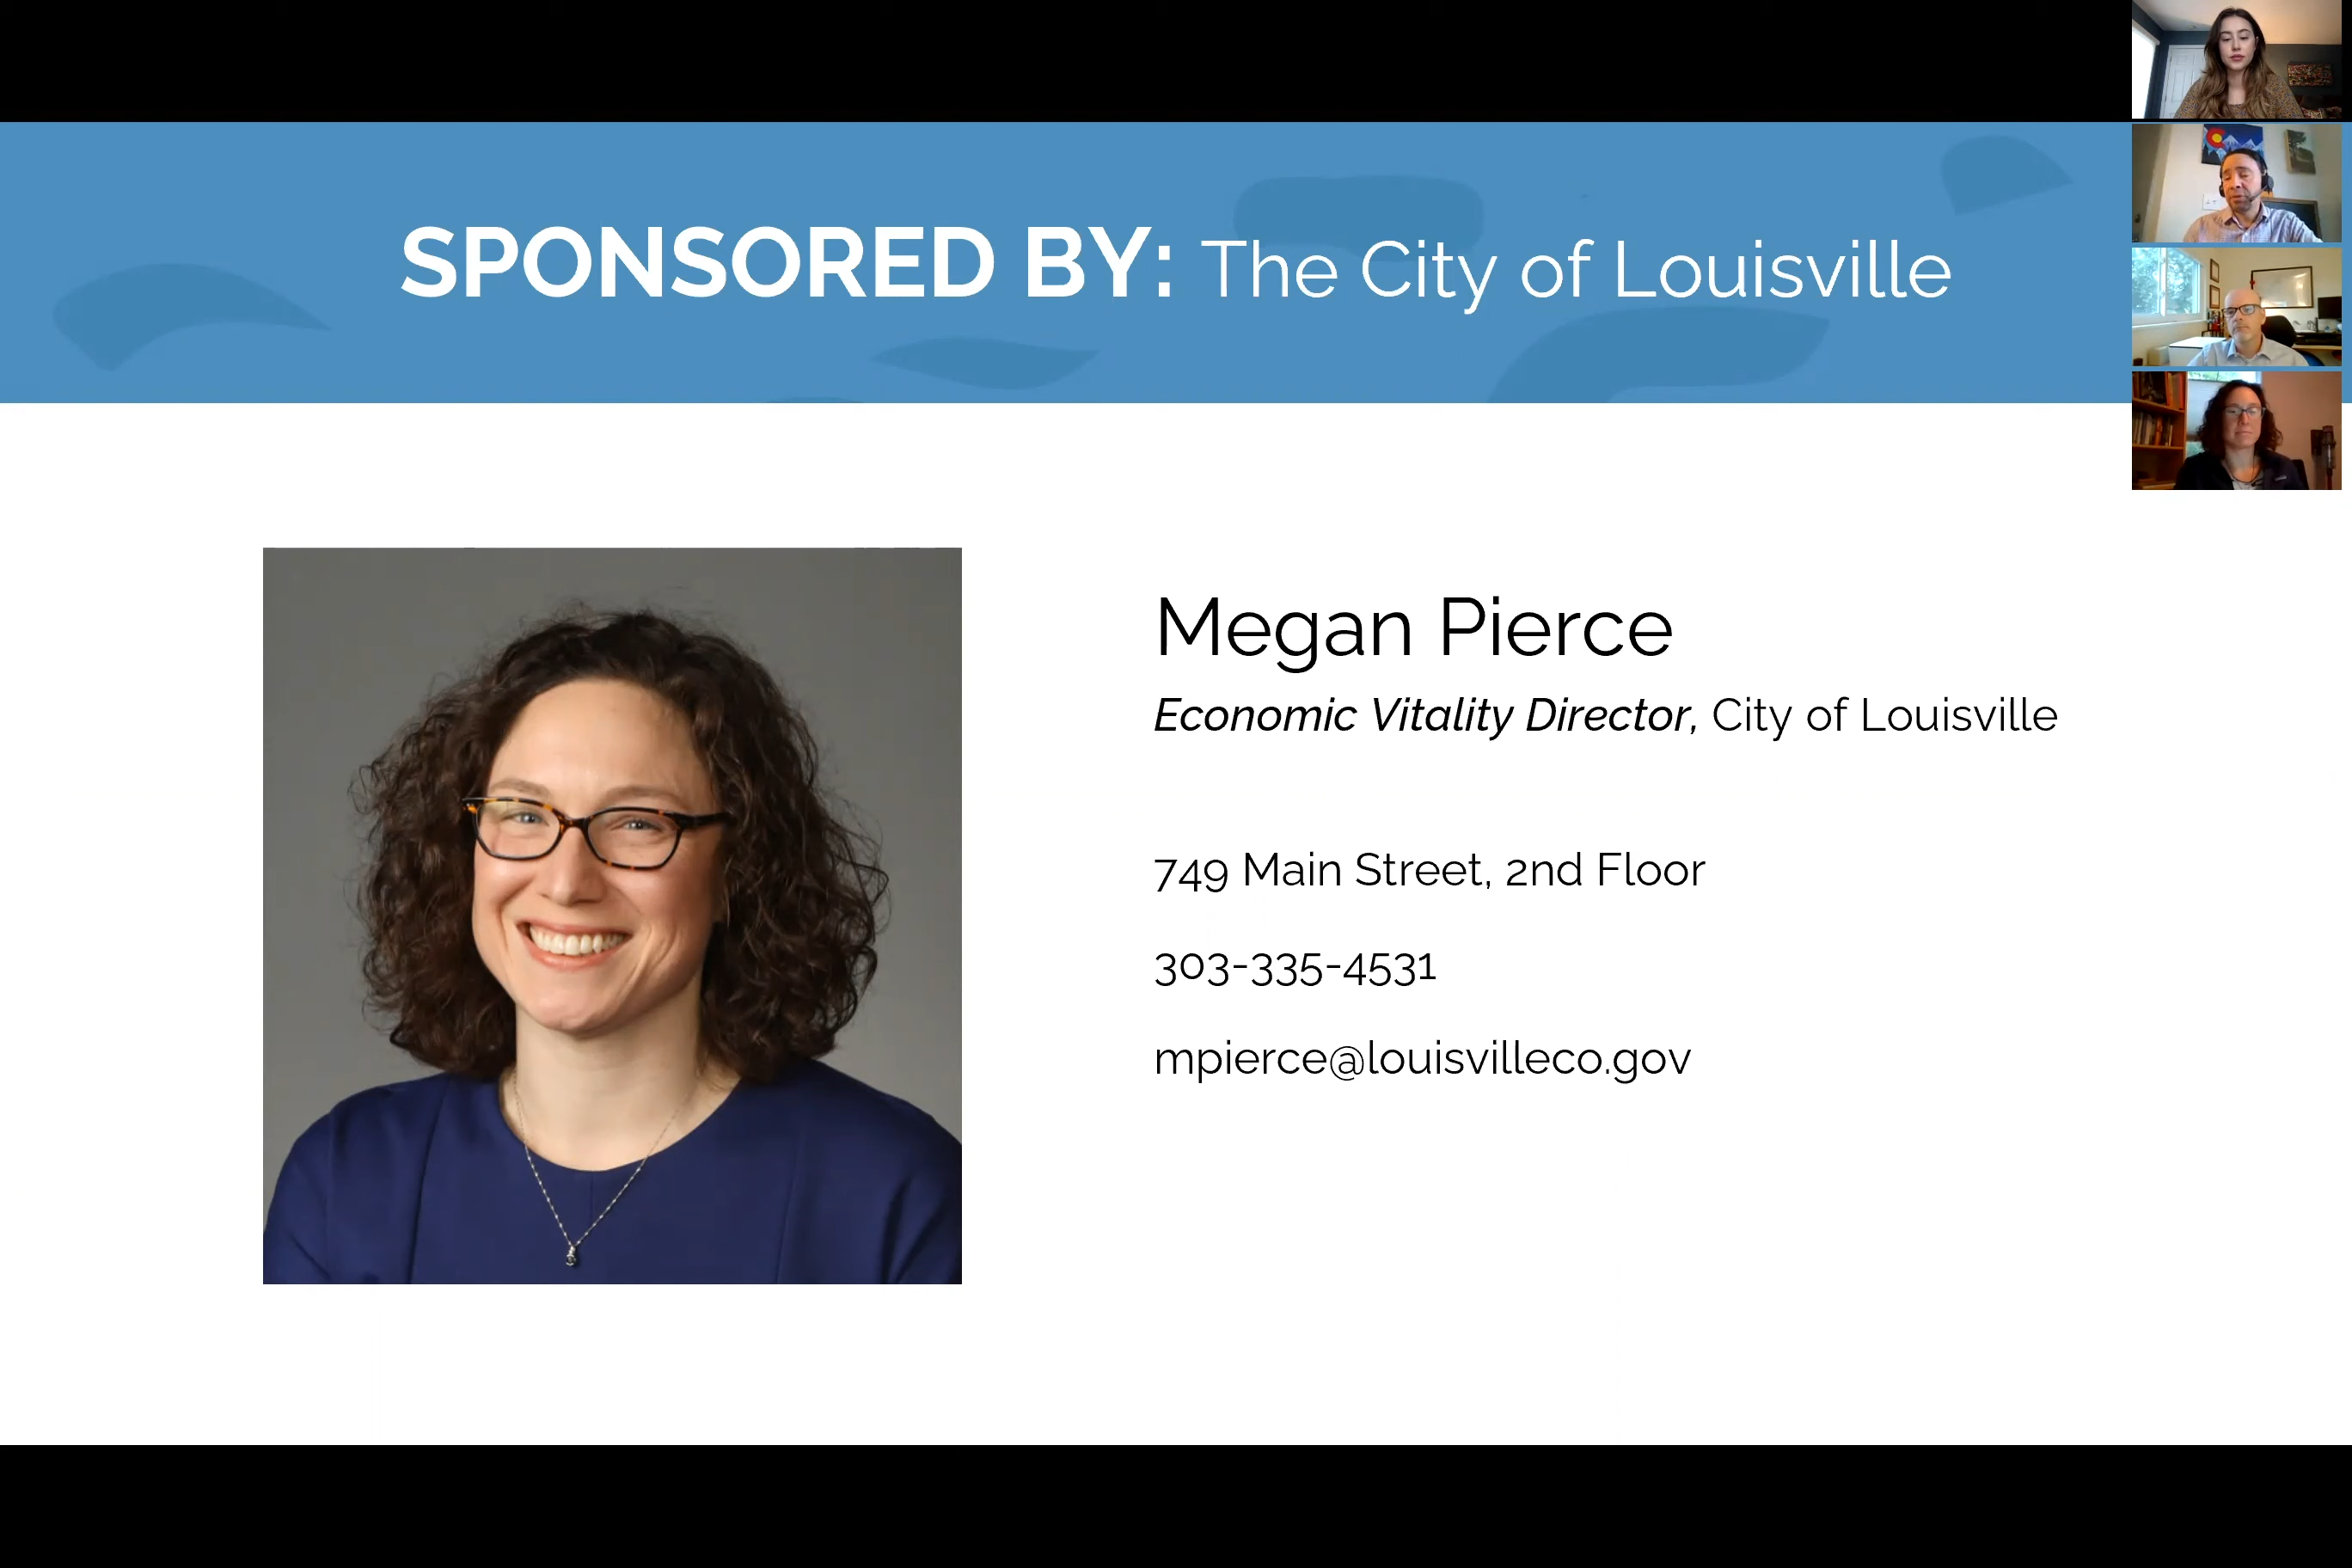 SPONSORED BY: The City of Louisville
Megan Pierce
Economic Vitality Director, City of Louisville
749 Main Street, 2nd Floor
303-335-4531
mpierce@louisvilleco.gov